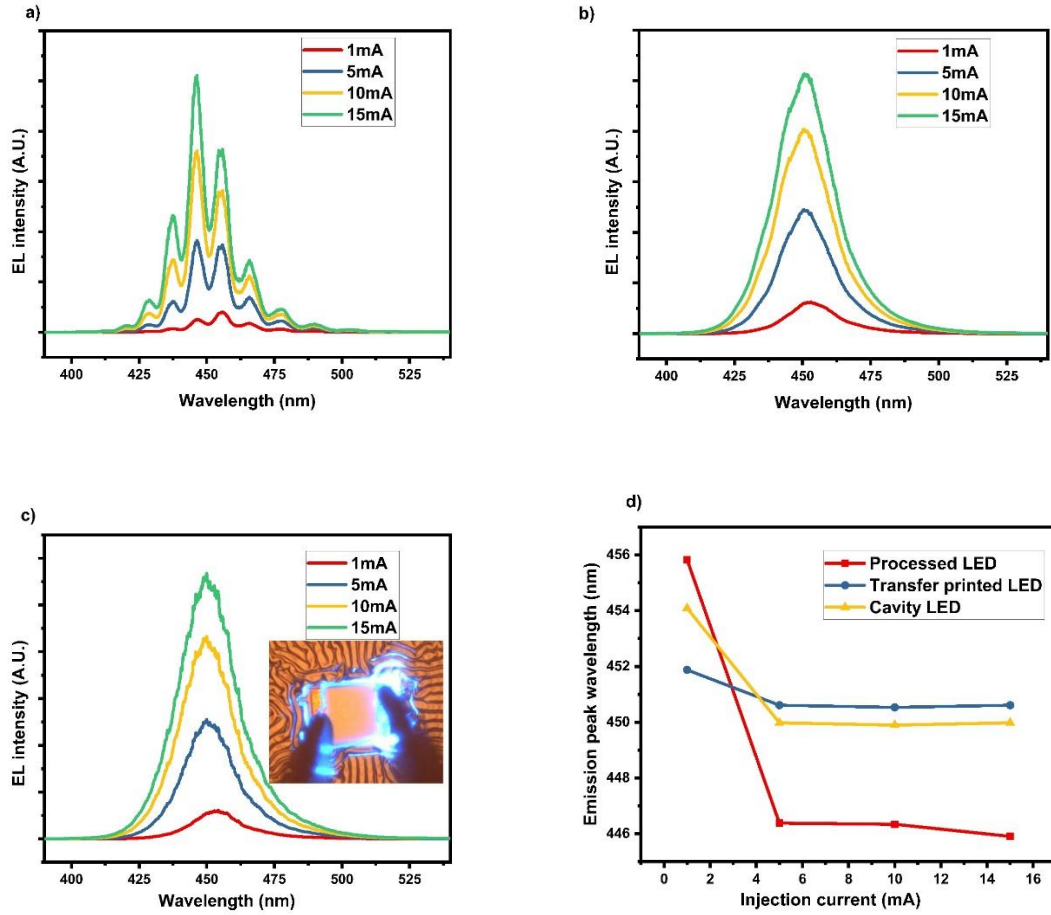 a)
1mA
5mA
10mA
15mA
EL intensity (A.U.)
400 425 450 475 500 525
Wavelength (nm)
b)
1mA
5mA
10mA
15mA
EL intensity (A.U.)
400 425 450 475 500 525
Wavelength (nm)
c)
1mA
5mA
10mA
15mA
EL intensity (A.U.)
400 425 450 475 500 525
Wavelength (nm)
d)
Processed LED
Transfer printed LED
Cavity LED
Emission peak wavelength (nm)
456
454
452
450
448
446
0 2 4 6 8 10 12 14 16
Injection current (mA)